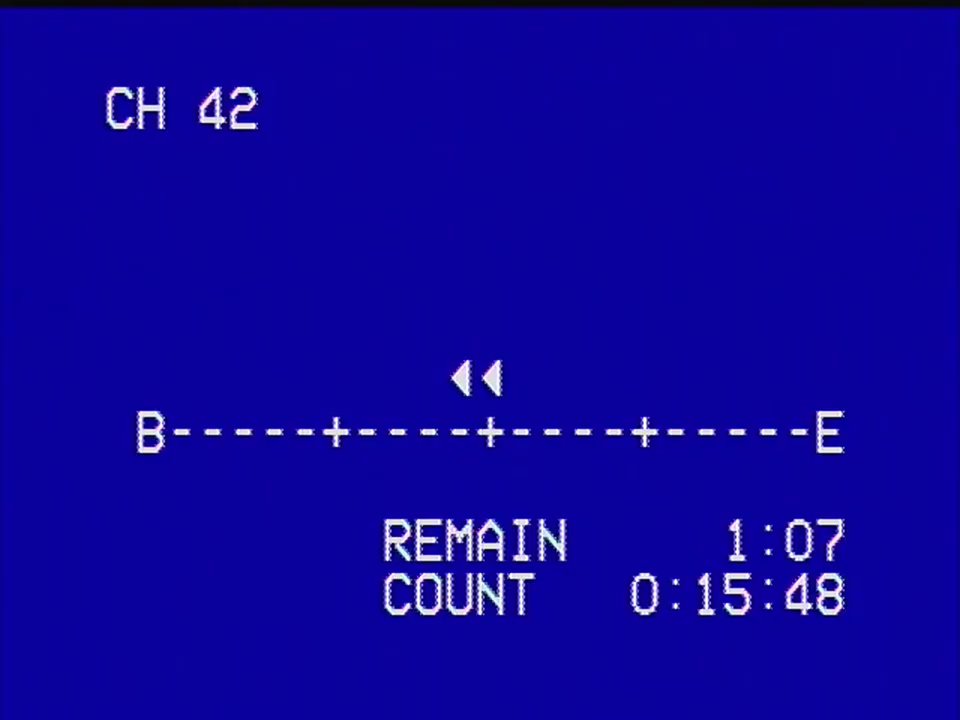 CH 42
◀◀
B-----+----+----+-----E
REMAIN 1:07
COUNT 0:15:48